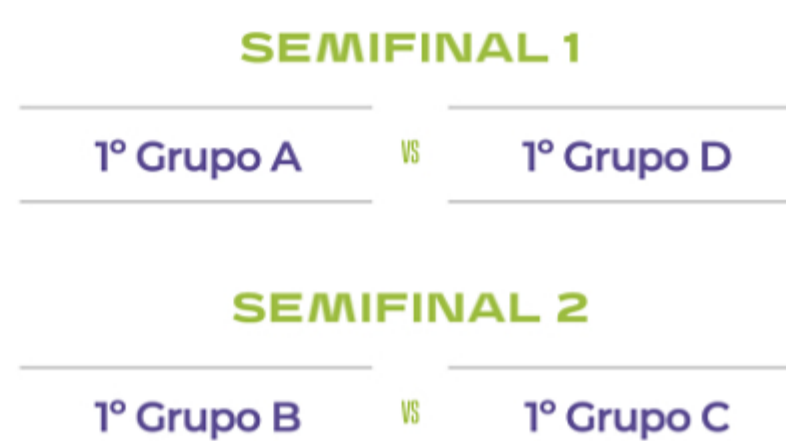 SEMIFINAL 1
1º Grupo A VS 1º Grupo D
SEMIFINAL 2
1º Grupo B VS 1º Grupo C